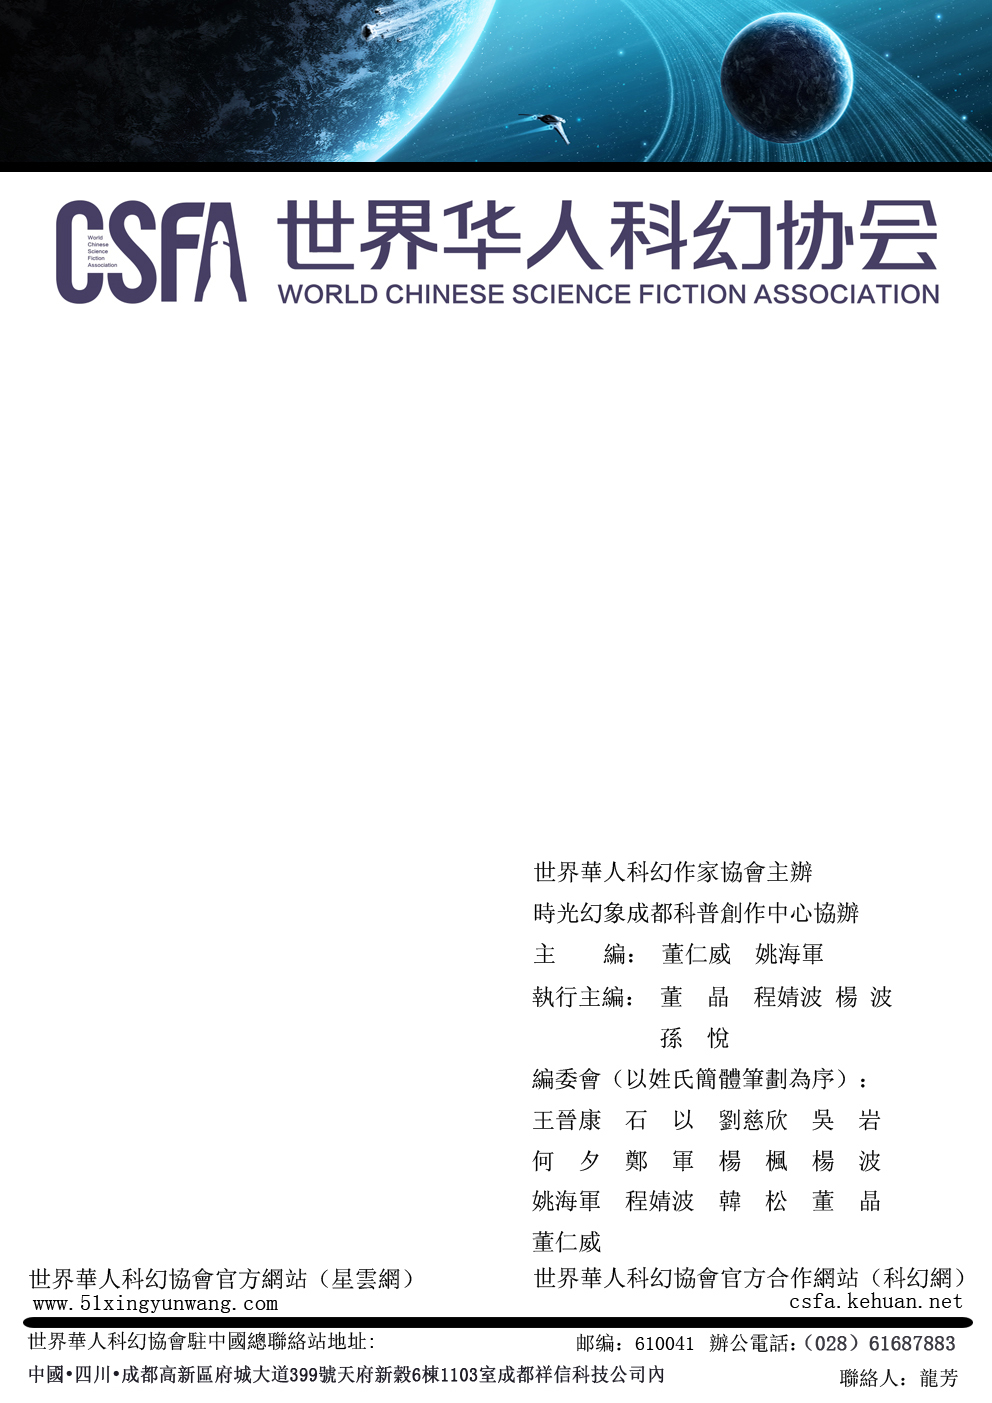 CSFA
World
Chinese
Science
Fiction
Association
世界华人科幻协会
WORLD CHINESE SCIENCE FICTION ASSOCIATION
世界華人科幻作家協會主辦
時光幻象成都科普創作中心協辦
主　　編： 董仁威　姚海軍
執行主編： 董　晶　程婧波 楊 波
孫　悅
編委會（以姓氏簡體筆劃為序）：
王晉康　石　以　劉慈欣　吳　岩
何　夕　鄭　軍　楊　楓　楊　波
姚海軍　程婧波　韓　松　董　晶
董仁威
世界華人科幻協會官方網站（星雲網）
www.51xingyunwang.com
世界華人科幻協會官方合作網站（科幻網）
csfa.kehuan.net
世界華人科幻協會駐中國總聯絡站地址:
邮编：610041 辦公電話：（028）61687883
中國•四川•成都高新區府城大道399號天府新穀6棟1103室成都祥信科技公司內
聯絡人：龍芳